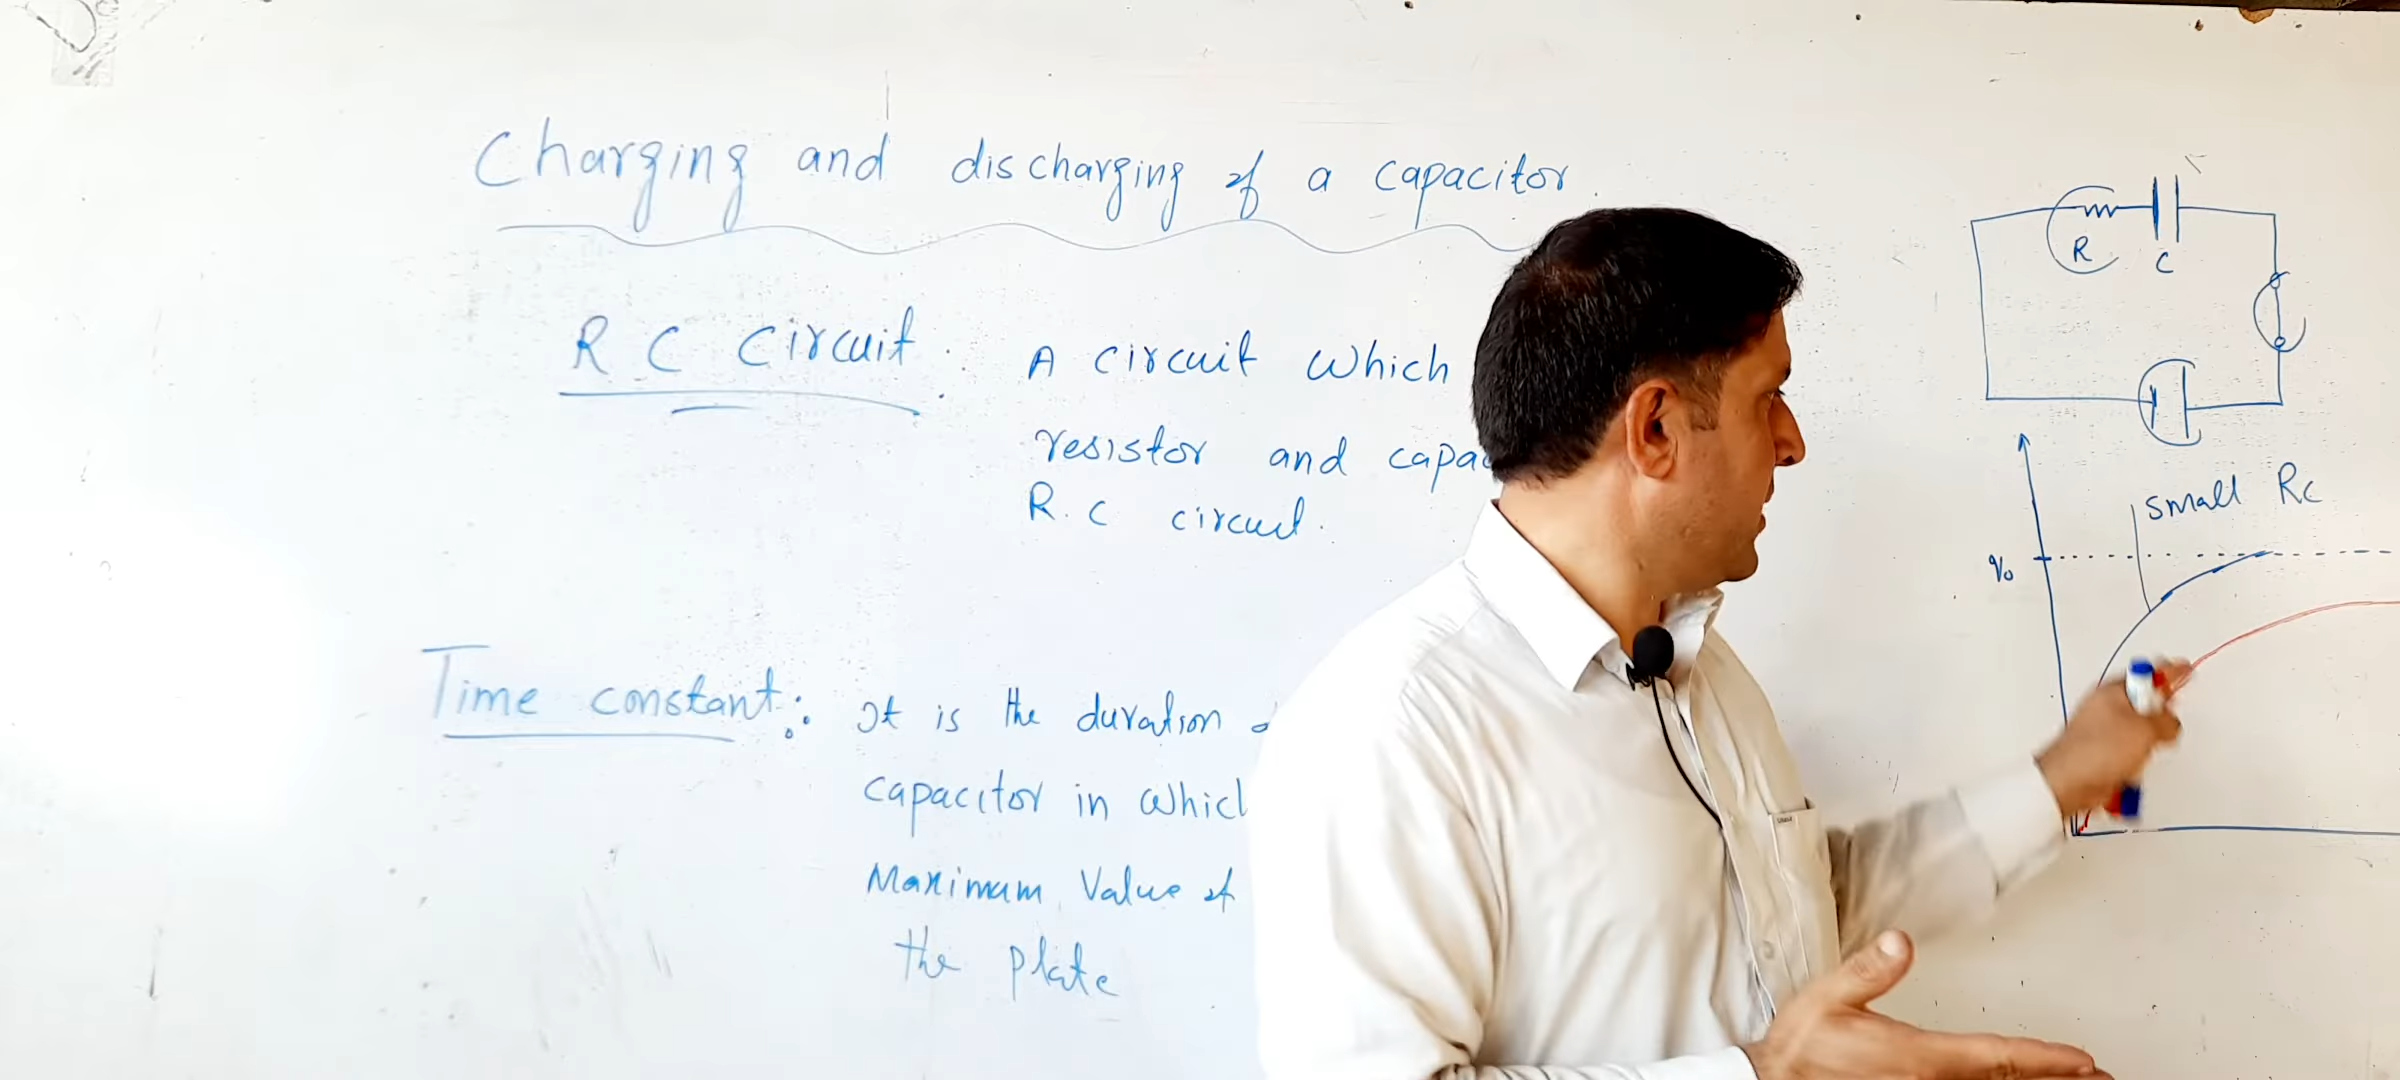 Charging and discharging of a capacitor
R C Circuit : A circuit which
resistor and capac
R.C circuit.
Time constant : It is the duration
capacitor in which
Maximum Value of
the plate
R
C
small RC
q₀